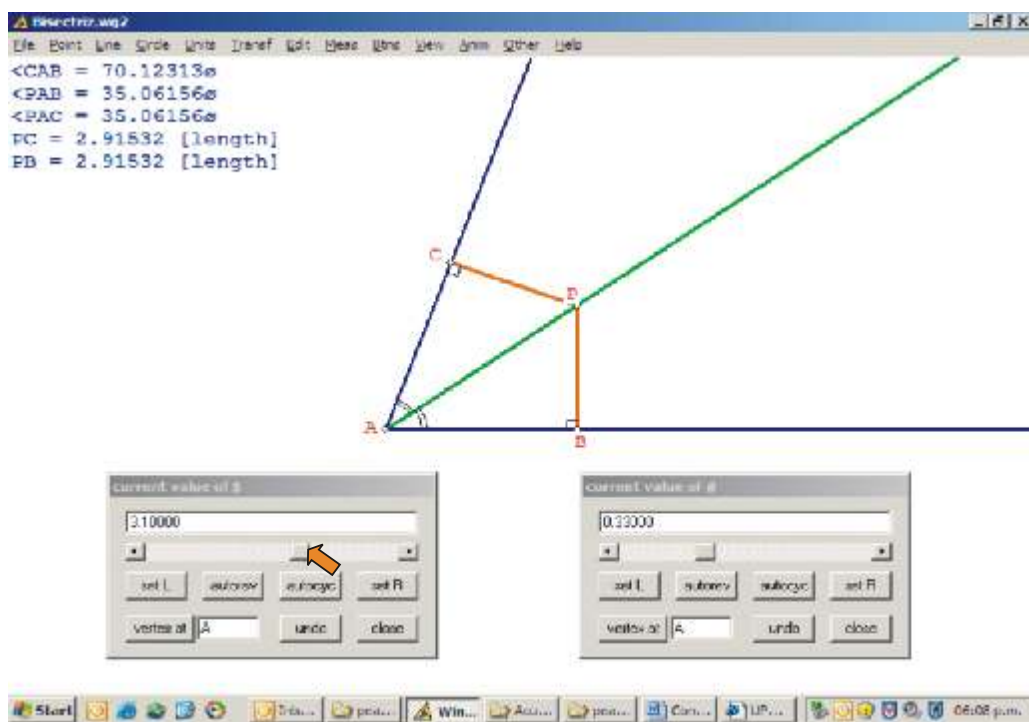 Bisectriz.wg2
File Point Line Circle Units Transf Edit Meas Btns View Anim Other Help
<CAB = 70.12313ø
<PAB = 35.06156ø
<PAC = 35.06156ø
PC = 2.91532 [length]
PB = 2.91532 [length]
C
P
A
B
current value of $
3.10000
set L autorev autocyc set R
vertex at A undo close
current value of #
0.33000
set L autorev autocyc set R
vertex at A undo close
Start Win... Com... UP... 06:08 p.m.